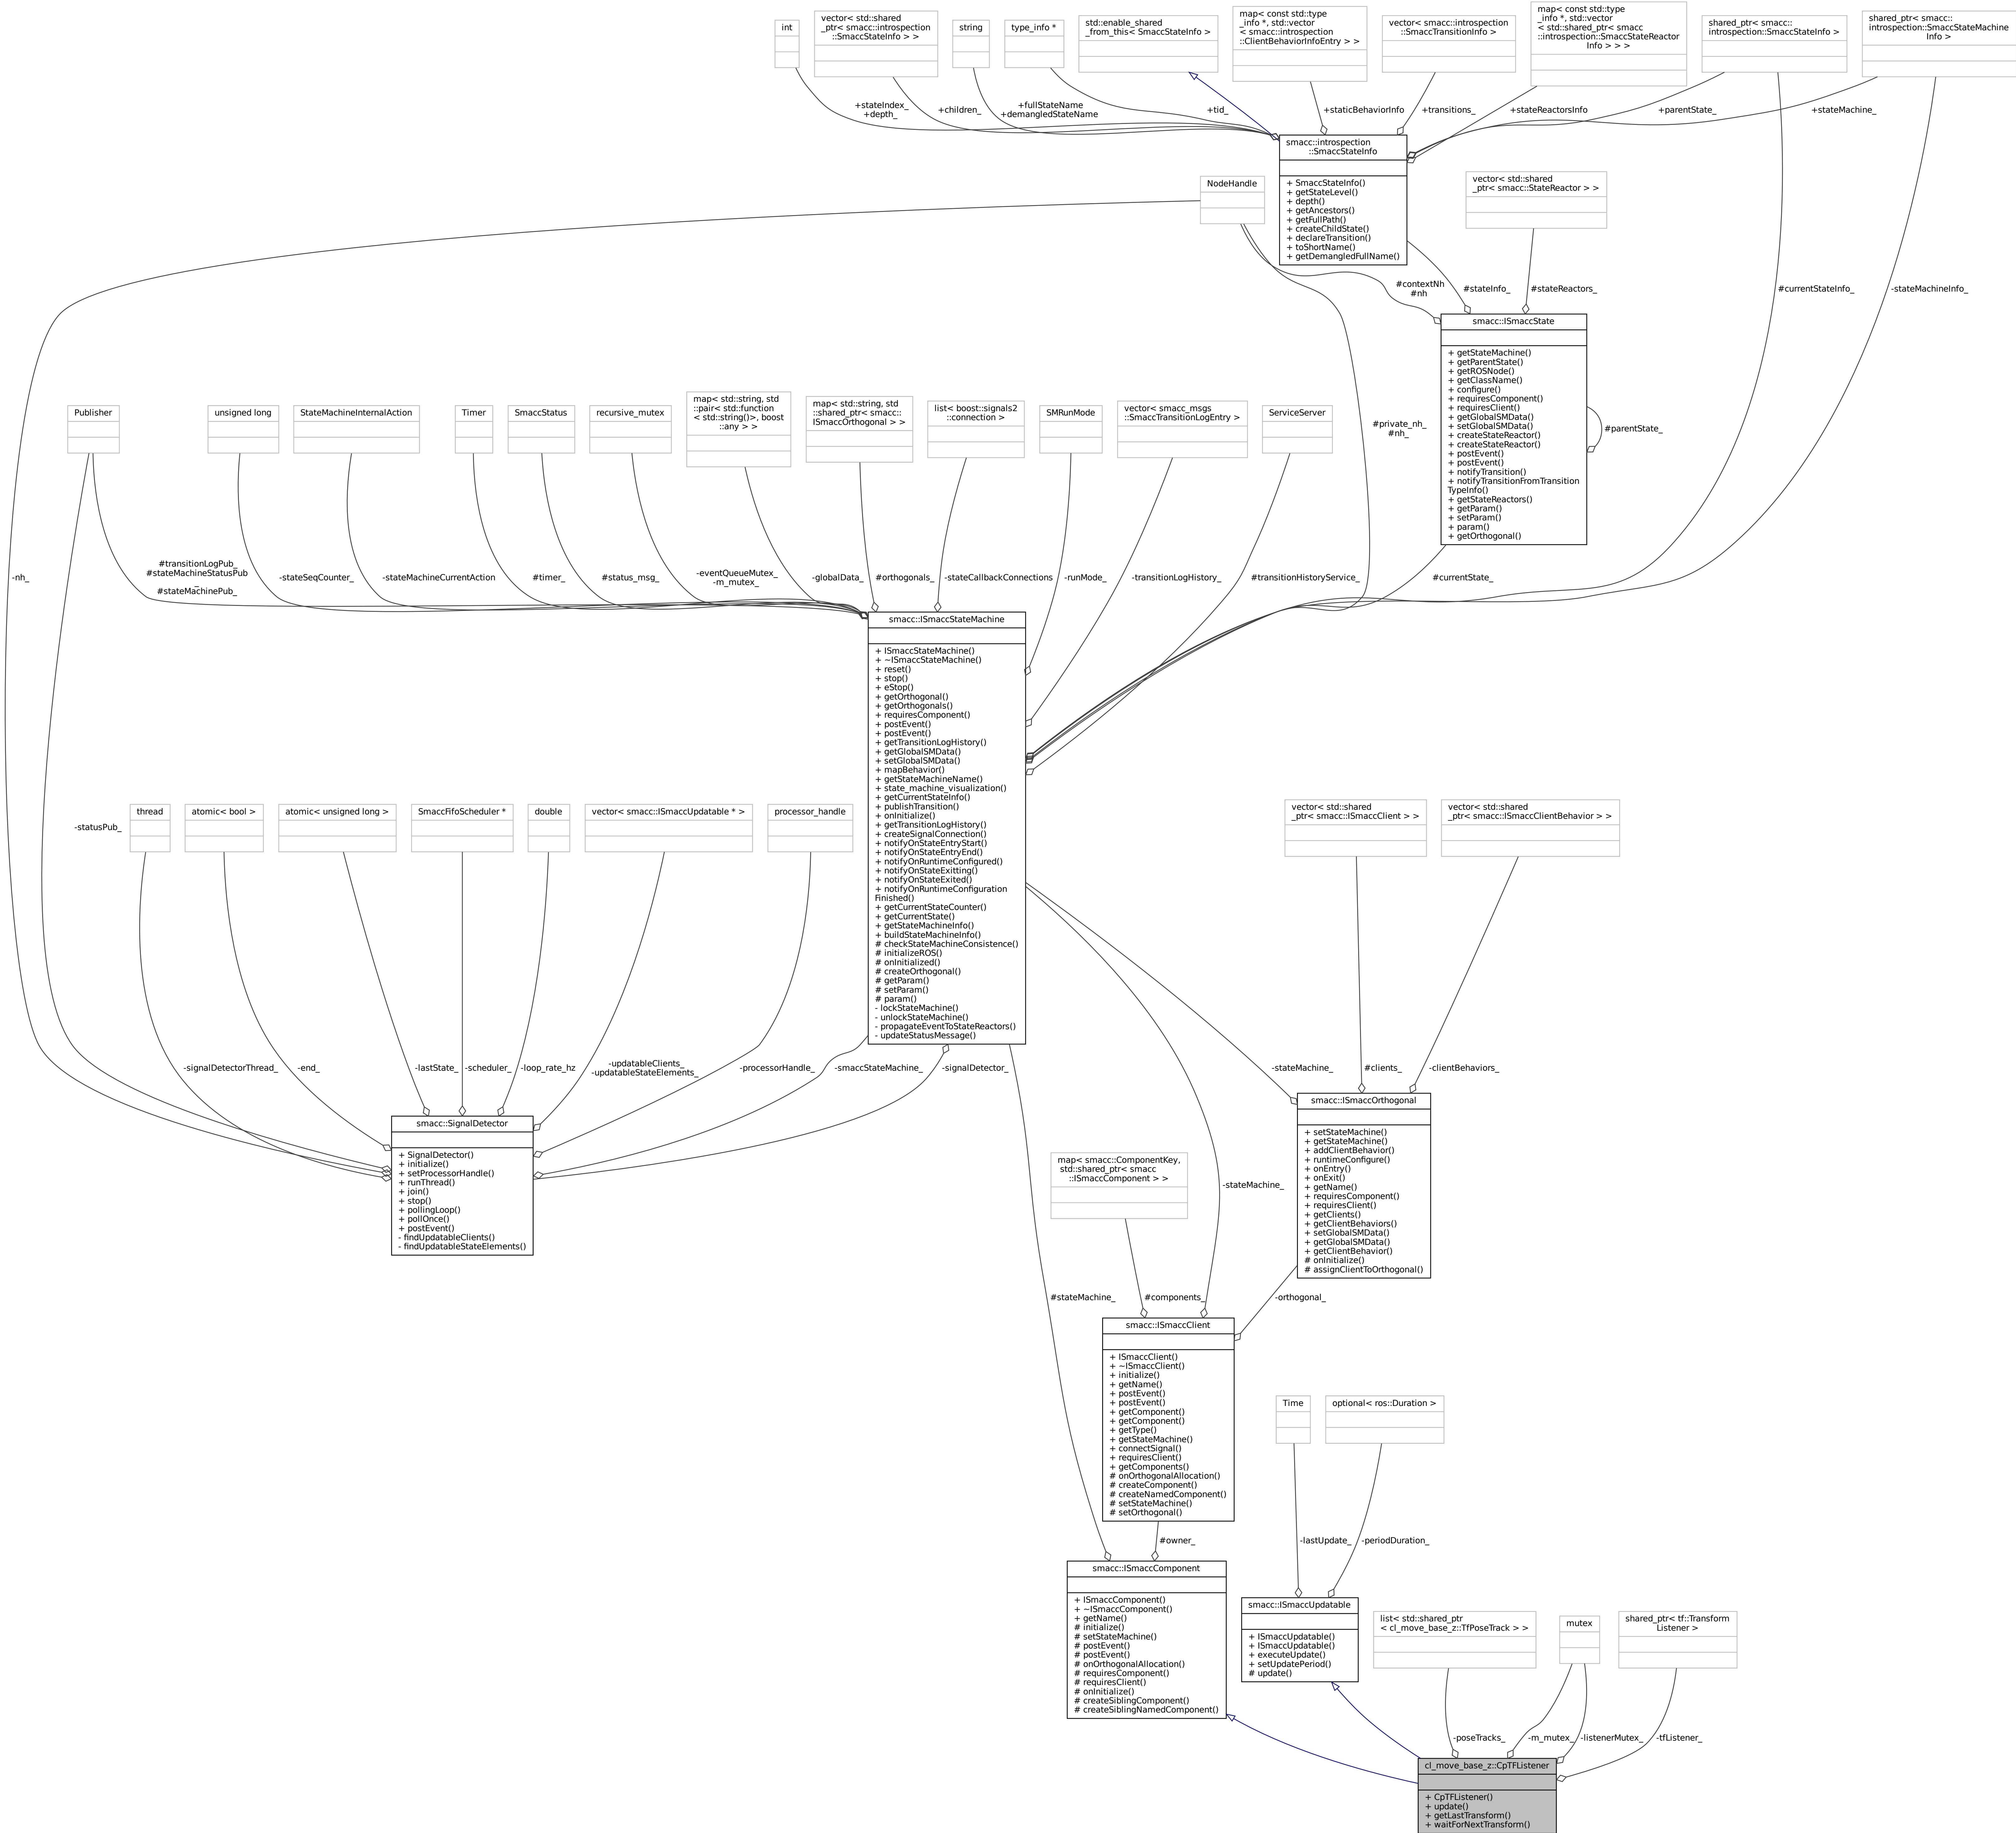 int
vector< std::shared
_ptr< smacc::introspection
::SmaccStateInfo > >
string
type_info *
std::enable_shared
_from_this< SmaccStateInfo >
map< const std::type
_info *, std::vector
< smacc::introspection
::ClientBehaviorInfoEntry > >
vector< smacc::introspection
::SmaccTransitionInfo >
map< const std::type
_info *, std::vector
< std::shared_ptr< smacc
::introspection::SmaccStateReactor
Info > > >
shared_ptr< smacc::
introspection::SmaccStateInfo >
shared_ptr< smacc::
introspection::SmaccStateMachine
Info >
+stateIndex_
+depth_
+children_
+fullStateName
+demangledStateName
+tid_
+staticBehaviorInfo
+transitions_
+stateReactorsInfo
+parentState_
+stateMachine_
smacc::introspection
::SmaccStateInfo
+ SmaccStateInfo()
+ getStateLevel()
+ depth()
+ getAncestors()
+ getFullPath()
+ createChildState()
+ declareTransition()
+ toShortName()
+ getDemangledFullName()
NodeHandle
vector< std::shared
_ptr< smacc::StateReactor > >
#contextNh
#nh
#stateInfo_
#stateReactors_
#currentStateInfo_
-stateMachineInfo_
smacc::ISmaccState
+ getStateMachine()
+ getParentState()
+ getROSNode()
+ getClassName()
+ configure()
+ requiresComponent()
+ requiresClient()
+ getGlobalSMData()
+ setGlobalSMData()
+ createStateReactor()
+ createStateReactor()
+ postEvent()
+ postEvent()
+ notifyTransition()
+ notifyTransitionFromTransition
TypeInfo()
+ getStateReactors()
+ getParam()
+ setParam()
+ param()
+ getOrthogonal()
#parentState_
Publisher
unsigned long
StateMachineInternalAction
Timer
SmaccStatus
recursive_mutex
map< std::string, std
::pair< std::function
< std::string()>, boost
::any > >
map< std::string, std
::shared_ptr< smacc::
ISmaccOrthogonal > >
list< boost::signals2
::connection >
SMRunMode
vector< smacc_msgs
::SmaccTransitionLogEntry >
ServiceServer
#private_nh_
#nh_
-nh_
#transitionLogPub_
#stateMachineStatusPub
_
#stateMachinePub_
-stateSeqCounter_
-stateMachineCurrentAction
#timer_
#status_msg_
-eventQueueMutex_
-m_mutex_
-globalData_
#orthogonals_
-stateCallbackConnections
-runMode_
-transitionLogHistory_
#transitionHistoryService_
#currentState_
smacc::ISmaccStateMachine
+ ISmaccStateMachine()
+ ~ISmaccStateMachine()
+ reset()
+ stop()
+ eStop()
+ getOrthogonal()
+ getOrthogonals()
+ requiresComponent()
+ postEvent()
+ postEvent()
+ getTransitionLogHistory()
+ getGlobalSMData()
+ setGlobalSMData()
+ mapBehavior()
+ getStateMachineName()
+ state_machine_visualization()
+ getCurrentStateInfo()
+ publishTransition()
+ onInitialize()
+ getTransitionLogHistory()
+ createSignalConnection()
+ notifyOnStateEntryStart()
+ notifyOnStateEntryEnd()
+ notifyOnRuntimeConfigured()
+ notifyOnStateExitting()
+ notifyOnStateExited()
+ notifyOnRuntimeConfiguration
Finished()
+ getCurrentStateCounter()
+ getCurrentState()
+ getStateMachineInfo()
+ buildStateMachineInfo()
# checkStateMachineConsistence()
# initializeROS()
# onInitialized()
# createOrthogonal()
# getParam()
# setParam()
# param()
- lockStateMachine()
- unlockStateMachine()
- propagateEventToStateReactors()
- updateStatusMessage()
-statusPub_
thread
atomic< bool >
atomic< unsigned long >
SmaccFifoScheduler *
double
vector< smacc::ISmaccUpdatable * >
processor_handle
vector< std::shared
_ptr< smacc::ISmaccClient > >
vector< std::shared
_ptr< smacc::ISmaccClientBehavior > >
-signalDetectorThread_
-end_
-lastState_
-scheduler_
-loop_rate_hz
-updatableClients_
-updatableStateElements_
-processorHandle_
-smaccStateMachine_
-signalDetector_
-stateMachine_
#clients_
-clientBehaviors_
smacc::SignalDetector
+ SignalDetector()
+ initialize()
+ setProcessorHandle()
+ runThread()
+ join()
+ stop()
+ pollingLoop()
+ pollOnce()
+ postEvent()
- findUpdatableClients()
- findUpdatableStateElements()
smacc::ISmaccOrthogonal
+ setStateMachine()
+ getStateMachine()
+ addClientBehavior()
+ runtimeConfigure()
+ onEntry()
+ onExit()
+ getName()
+ requiresComponent()
+ requiresClient()
+ getClients()
+ getClientBehaviors()
+ setGlobalSMData()
+ getGlobalSMData()
+ getClientBehavior()
# onInitialize()
# assignClientToOrthogonal()
map< smacc::ComponentKey,
std::shared_ptr< smacc
::ISmaccComponent > >
-stateMachine_
#stateMachine_
#components_
-orthogonal_
smacc::ISmaccClient
+ ISmaccClient()
+ ~ISmaccClient()
+ initialize()
+ getName()
+ postEvent()
+ postEvent()
+ getComponent()
+ getComponent()
+ getType()
+ getStateMachine()
+ connectSignal()
+ requiresClient()
+ getComponents()
# onOrthogonalAllocation()
# createComponent()
# createNamedComponent()
# setStateMachine()
# setOrthogonal()
Time
optional< ros::Duration >
#owner_
-lastUpdate_
-periodDuration_
smacc::ISmaccComponent
+ ISmaccComponent()
+ ~ISmaccComponent()
+ getName()
# initialize()
# setStateMachine()
# postEvent()
# postEvent()
# onOrthogonalAllocation()
# requiresComponent()
# requiresClient()
# onInitialize()
# createSiblingComponent()
# createSiblingNamedComponent()
smacc::ISmaccUpdatable
+ ISmaccUpdatable()
+ ISmaccUpdatable()
+ executeUpdate()
+ setUpdatePeriod()
# update()
list< std::shared_ptr
< cl_move_base_z::TfPoseTrack > >
mutex
shared_ptr< tf::Transform
Listener >
-poseTracks_
-m_mutex_
-listenerMutex_
-tfListener_
cl_move_base_z::CpTFListener
+ CpTFListener()
+ update()
+ getLastTransform()
+ waitForNextTransform()